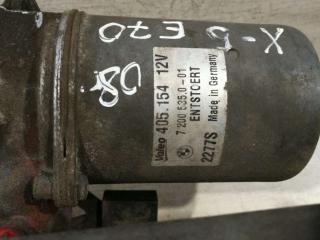 X-5 E70
08
Valeo 405.154 12V
7 200 535.0-01
ENTSTOERT
2277S Made in Germany